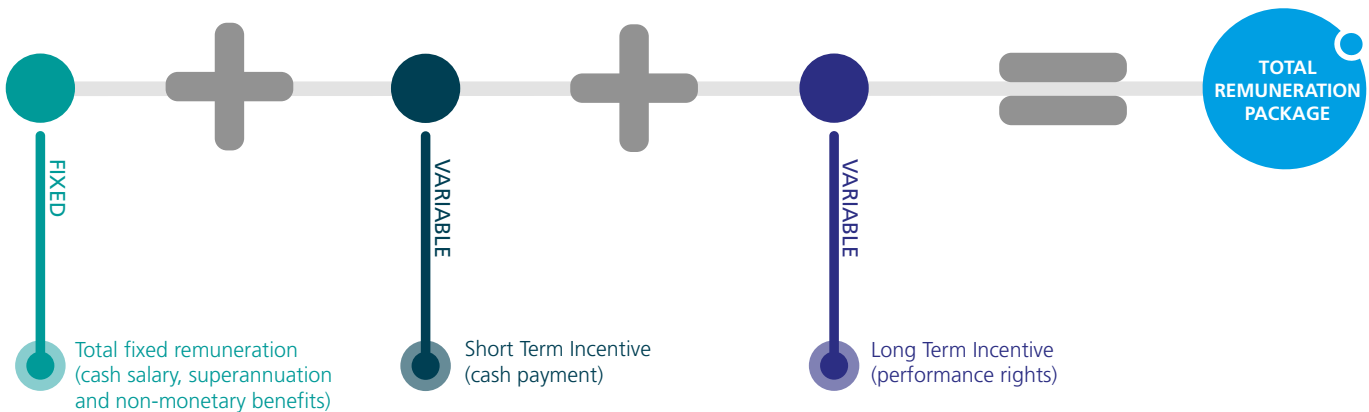 TOTAL
REMUNERATION
PACKAGE
FIXED
VARIABLE
VARIABLE
Total fixed remuneration
(cash salary, superannuation
and non-monetary benefits)
Short Term Incentive
(cash payment)
Long Term Incentive
(performance rights)